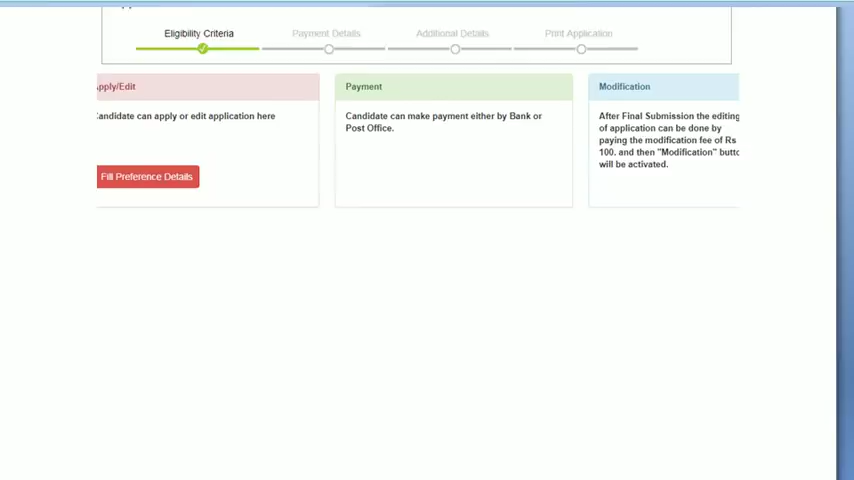 Eligibility Criteria
Payment Details
Additional Details
Print Application
pply/Edit
andidate can apply or edit application here
Fill Preference Details
Payment
Candidate can make payment either by Bank or
Post Office.
Modification
After Final Submission the editing
of application can be done by
paying the modification fee of Rs
100. and then "Modification" butto
will be activated.